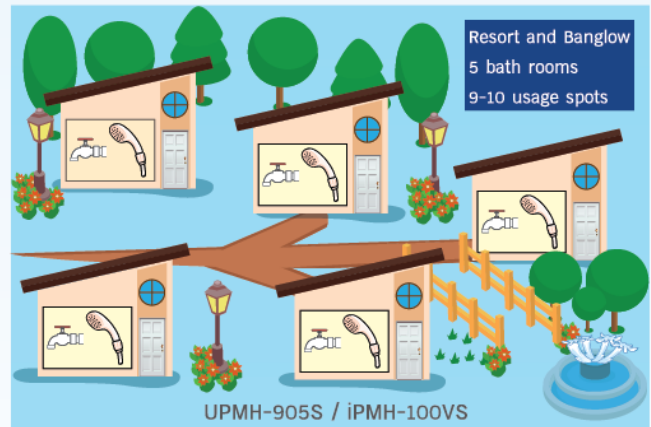 Resort and Banglow
5 bath rooms
9-10 usage spots
UPMH-905S / iPMH-100VS